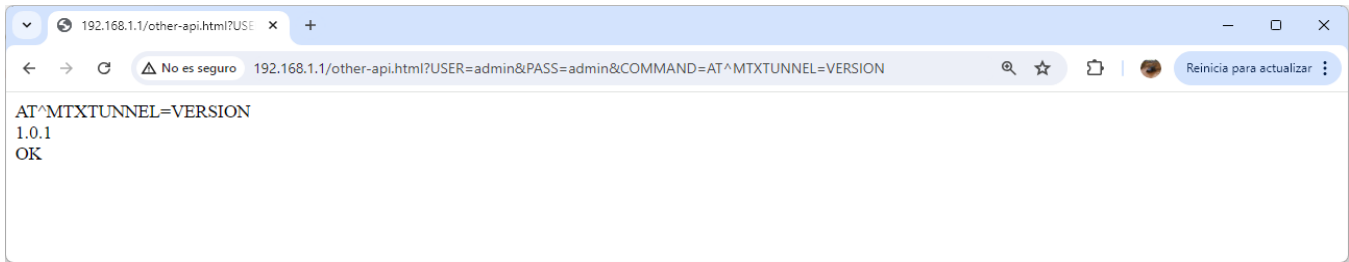 192.168.1.1/other-api.html?USE
No es seguro
192.168.1.1/other-api.html?USER=admin&PASS=admin&COMMAND=AT^MTXTUNNEL=VERSION
Reinicia para actualizar
AT^MTXTUNNEL=VERSION
1.0.1
OK